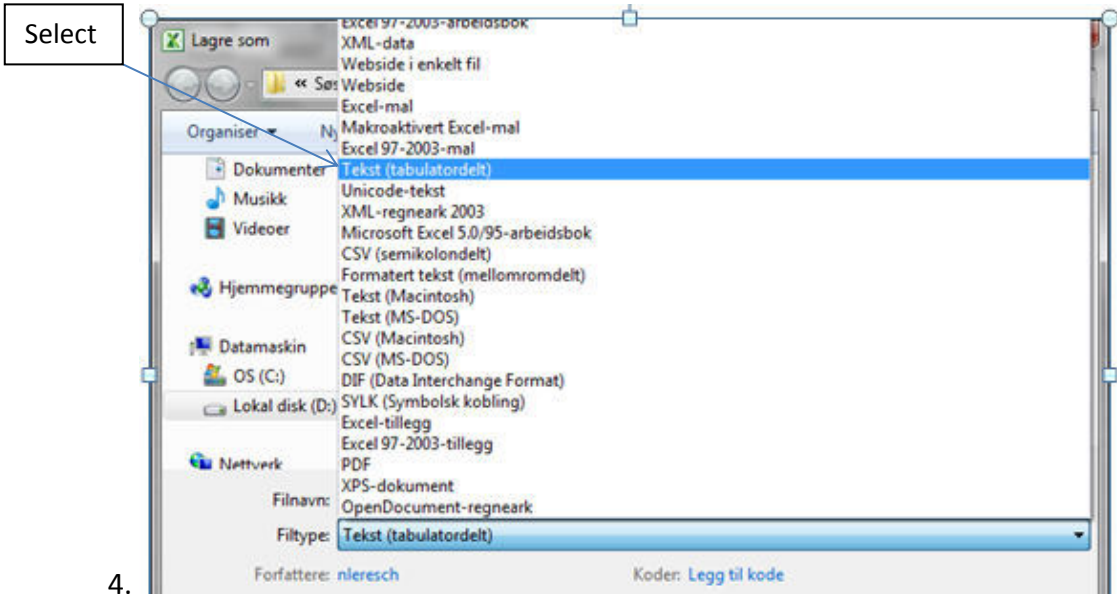 Select
Excel 97-2003-arbeidsbok
Lagre som
XML-data
Webside i enkelt fil
« Søs
Webside
Excel-mal
Organiser
Ny
Makroaktivert Excel-mal
Excel 97-2003-mal
Dokumenter
Tekst (tabulatordelt)
Unicode-tekst
Musikk
XML-regneark 2003
Videoer
Microsoft Excel 5.0/95-arbeidsbok
CSV (semikolondelt)
Formatert tekst (mellomromdelt)
Hjemmegruppe
Tekst (Macintosh)
Tekst (MS-DOS)
CSV (Macintosh)
Datamaskin
CSV (MS-DOS)
OS (C:)
DIF (Data Interchange Format)
Lokal disk (D:)
SYLK (Symbolsk kobling)
Excel-tillegg
Excel 97-2003-tillegg
Nettverk
PDF
XPS-dokument
Filnavn:
OpenDocument-regneark
Filtype: Tekst (tabulatordelt)
Forfattere: nleresch Koder: Legg til kode
4.